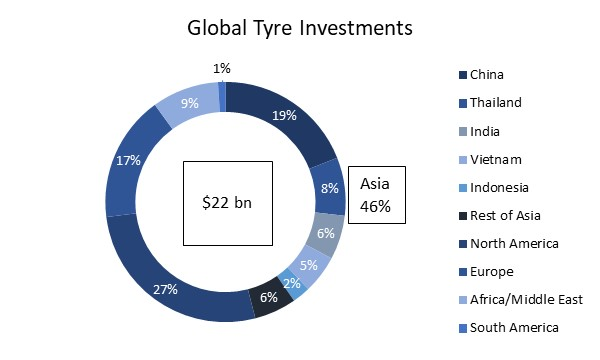 Global Tyre Investments
1%
9%
19%
17%
8%
6%
5%
2%
6%
27%
$22 bn
Asia
46%
China
Thailand
India
Vietnam
Indonesia
Rest of Asia
North America
Europe
Africa/Middle East
South America